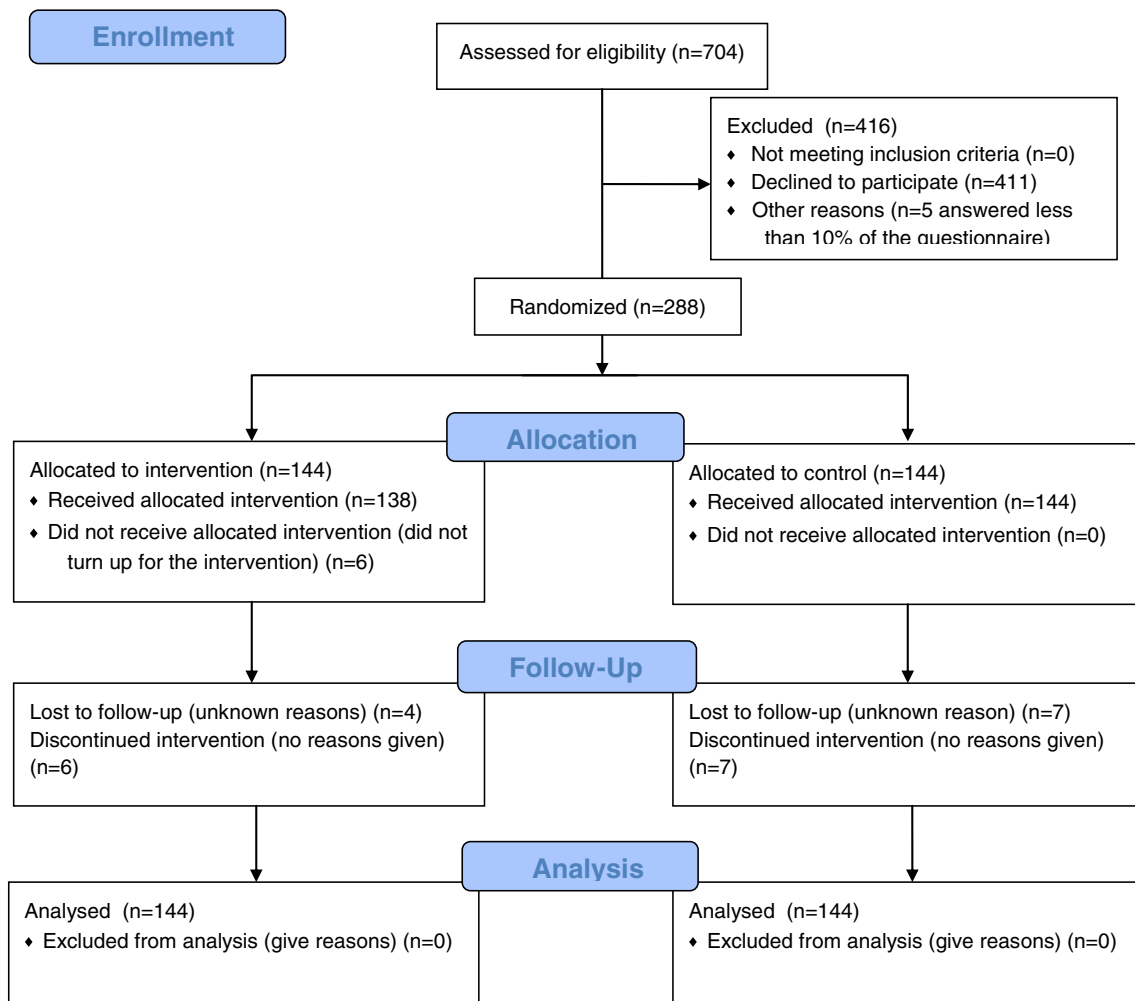 Enrollment
Assessed for eligibility (n=704)
Excluded (n=416)
♦ Not meeting inclusion criteria (n=0)
♦ Declined to participate (n=411)
♦ Other reasons (n=5 answered less
than 10% of the questionnaire)
Randomized (n=288)
Allocation
Allocated to intervention (n=144)
♦ Received allocated intervention (n=138)
♦ Did not receive allocated intervention (did not
turn up for the intervention) (n=6)
Allocated to control (n=144)
♦ Received allocated intervention (n=144)
♦ Did not receive allocated intervention (n=0)
Follow-Up
Lost to follow-up (unknown reasons) (n=4)
Discontinued intervention (no reasons given)
(n=6)
Lost to follow-up (unknown reason) (n=7)
Discontinued intervention (no reasons given)
(n=7)
Analysis
Analysed (n=144)
♦ Excluded from analysis (give reasons) (n=0)
Analysed (n=144)
♦ Excluded from analysis (give reasons) (n=0)